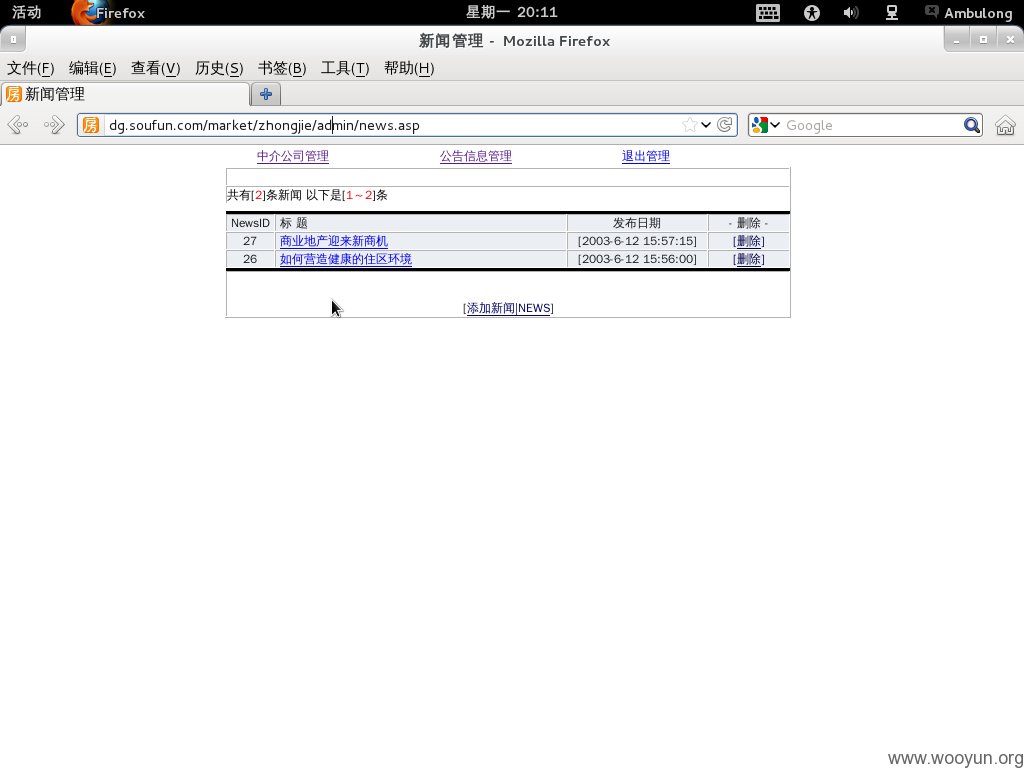 活动 Firefox 星期一 20:11 Ambulong
新闻管理 - Mozilla Firefox
文件(F) 编辑(E) 查看(V) 历史(S) 书签(B) 工具(T) 帮助(H)
房 新闻管理
房 dg.soufun.com/market/zhongjie/admin/news.asp Google
中介公司管理 公告信息管理 退出管理
共有[2]条新闻 以下是[1～2]条
NewsID 标 题 发布日期 - 删除 -
27 商业地产迎来新商机 [2003-6-12 15:57:15] [删除]
26 如何营造健康的住区环境 [2003-6-12 15:56:00] [删除]
[添加新闻|NEWS]
www.wooyun.org